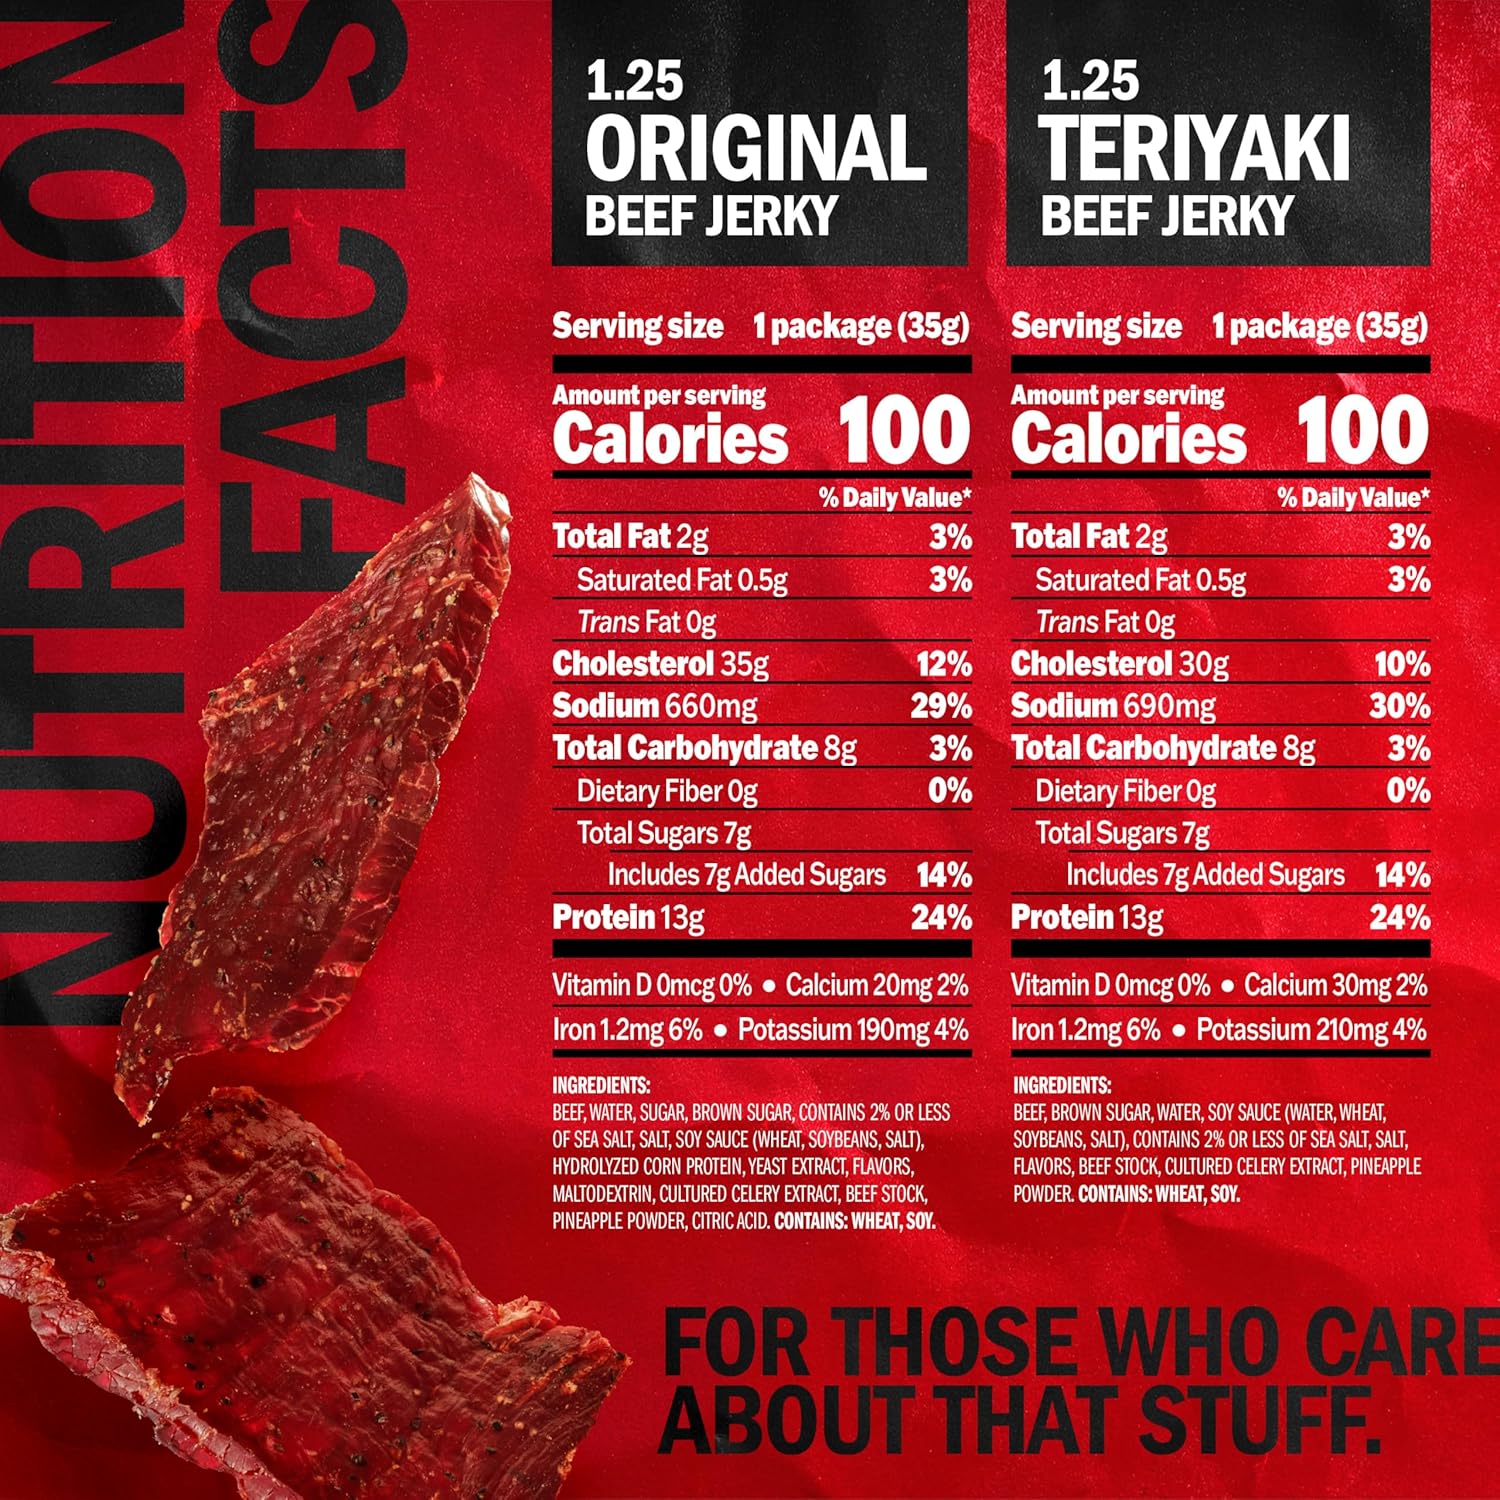 NUTRITION
FACTS
1.25
ORIGINAL
BEEF JERKY
Serving size 1 package (35g)
Amount per serving
Calories 100
% Daily Value*
Total Fat 2g 3%
Saturated Fat 0.5g 3%
Trans Fat 0g
Cholesterol 35g 12%
Sodium 660mg 29%
Total Carbohydrate 8g 3%
Dietary Fiber 0g 0%
Total Sugars 7g
Includes 7g Added Sugars 14%
Protein 13g 24%
Vitamin D 0mcg 0% • Calcium 20mg 2%
Iron 1.2mg 6% • Potassium 190mg 4%
INGREDIENTS:
BEEF, WATER, SUGAR, BROWN SUGAR, CONTAINS 2% OR LESS
OF SEA SALT, SALT, SOY SAUCE (WHEAT, SOYBEANS, SALT),
HYDROLYZED CORN PROTEIN, YEAST EXTRACT, FLAVORS,
MALTODEXTRIN, CULTURED CELERY EXTRACT, BEEF STOCK,
PINEAPPLE POWDER, CITRIC ACID. CONTAINS: WHEAT, SOY.
1.25
TERIYAKI
BEEF JERKY
Serving size 1 package (35g)
Amount per serving
Calories 100
% Daily Value*
Total Fat 2g 3%
Saturated Fat 0.5g 3%
Trans Fat 0g
Cholesterol 30g 10%
Sodium 690mg 30%
Total Carbohydrate 8g 3%
Dietary Fiber 0g 0%
Total Sugars 7g
Includes 7g Added Sugars 14%
Protein 13g 24%
Vitamin D 0mcg 0% • Calcium 30mg 2%
Iron 1.2mg 6% • Potassium 210mg 4%
INGREDIENTS:
BEEF, BROWN SUGAR, WATER, SOY SAUCE (WATER, WHEAT,
SOYBEANS, SALT), CONTAINS 2% OR LESS OF SEA SALT, SALT,
FLAVORS, BEEF STOCK, CULTURED CELERY EXTRACT, PINEAPPLE
POWDER. CONTAINS: WHEAT, SOY.
FOR THOSE WHO CARE
ABOUT THAT STUFF.